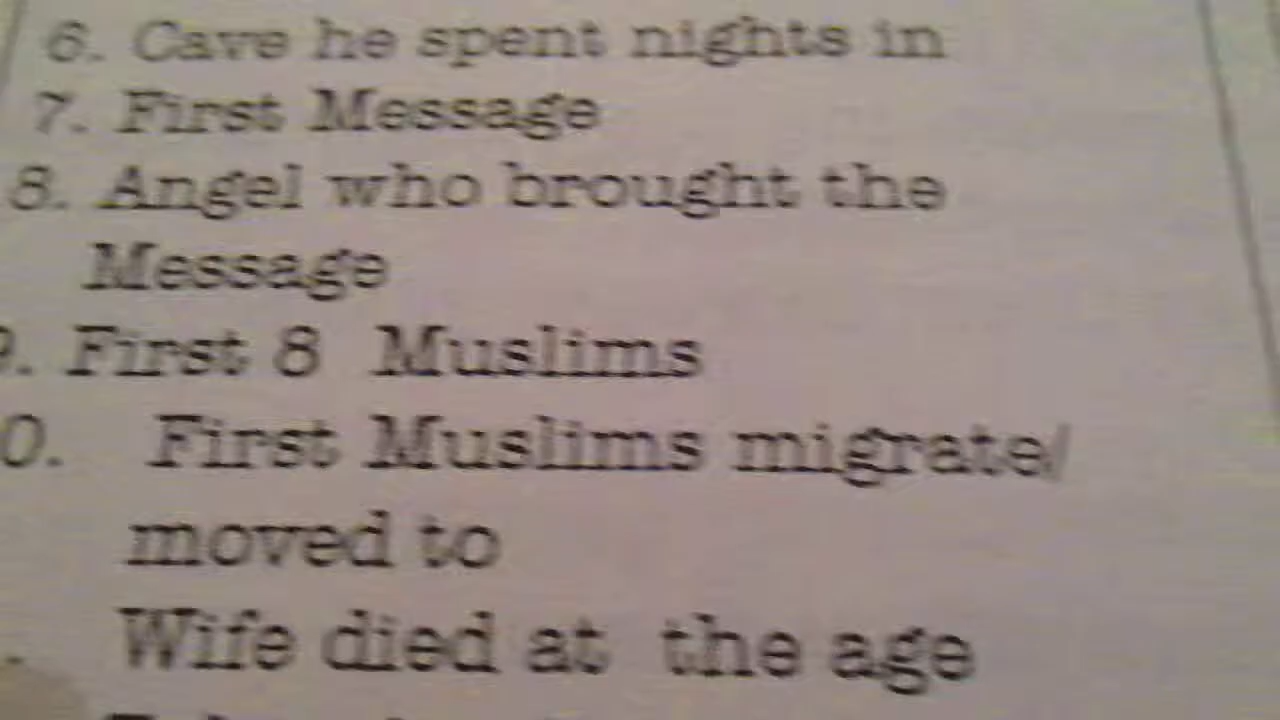 6. Cave he spent nights in
7. First Message
8. Angel who brought the
Message
9. First 8 Muslims
0. First Muslims migrate/
moved to
. Wife died at the age